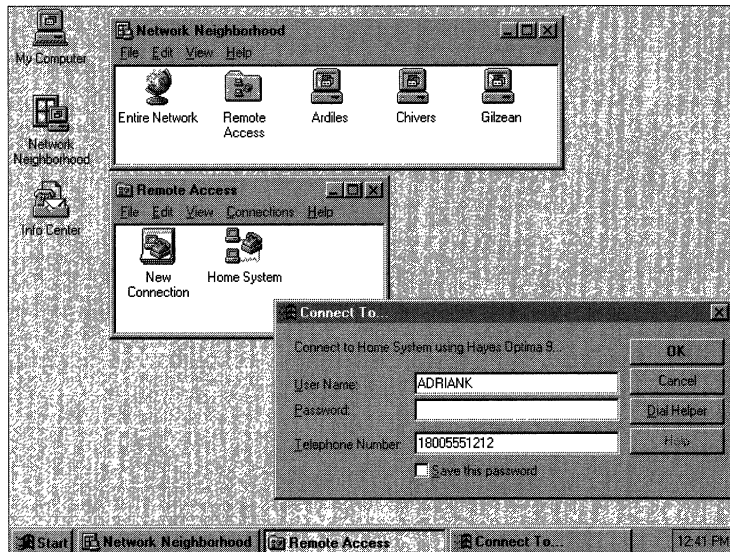 My Computer
Network
Neighborhood
Info Center
Network Neighborhood
File Edit View Help
Entire Network
Remote
Access
Ardiles
Chivers
Gilzean
Remote Access
File Edit View Connections Help
New
Connection
Home System
Connect To...
Connect to Home System using Hayes Optima 9...
User Name:
ADRIANK
Password:
Telephone Number
18005551212
Save this password
OK
Cancel
Dial Helper
Help
Start
Network Neighborhood
Remote Access
Connect To...
12:41 PM